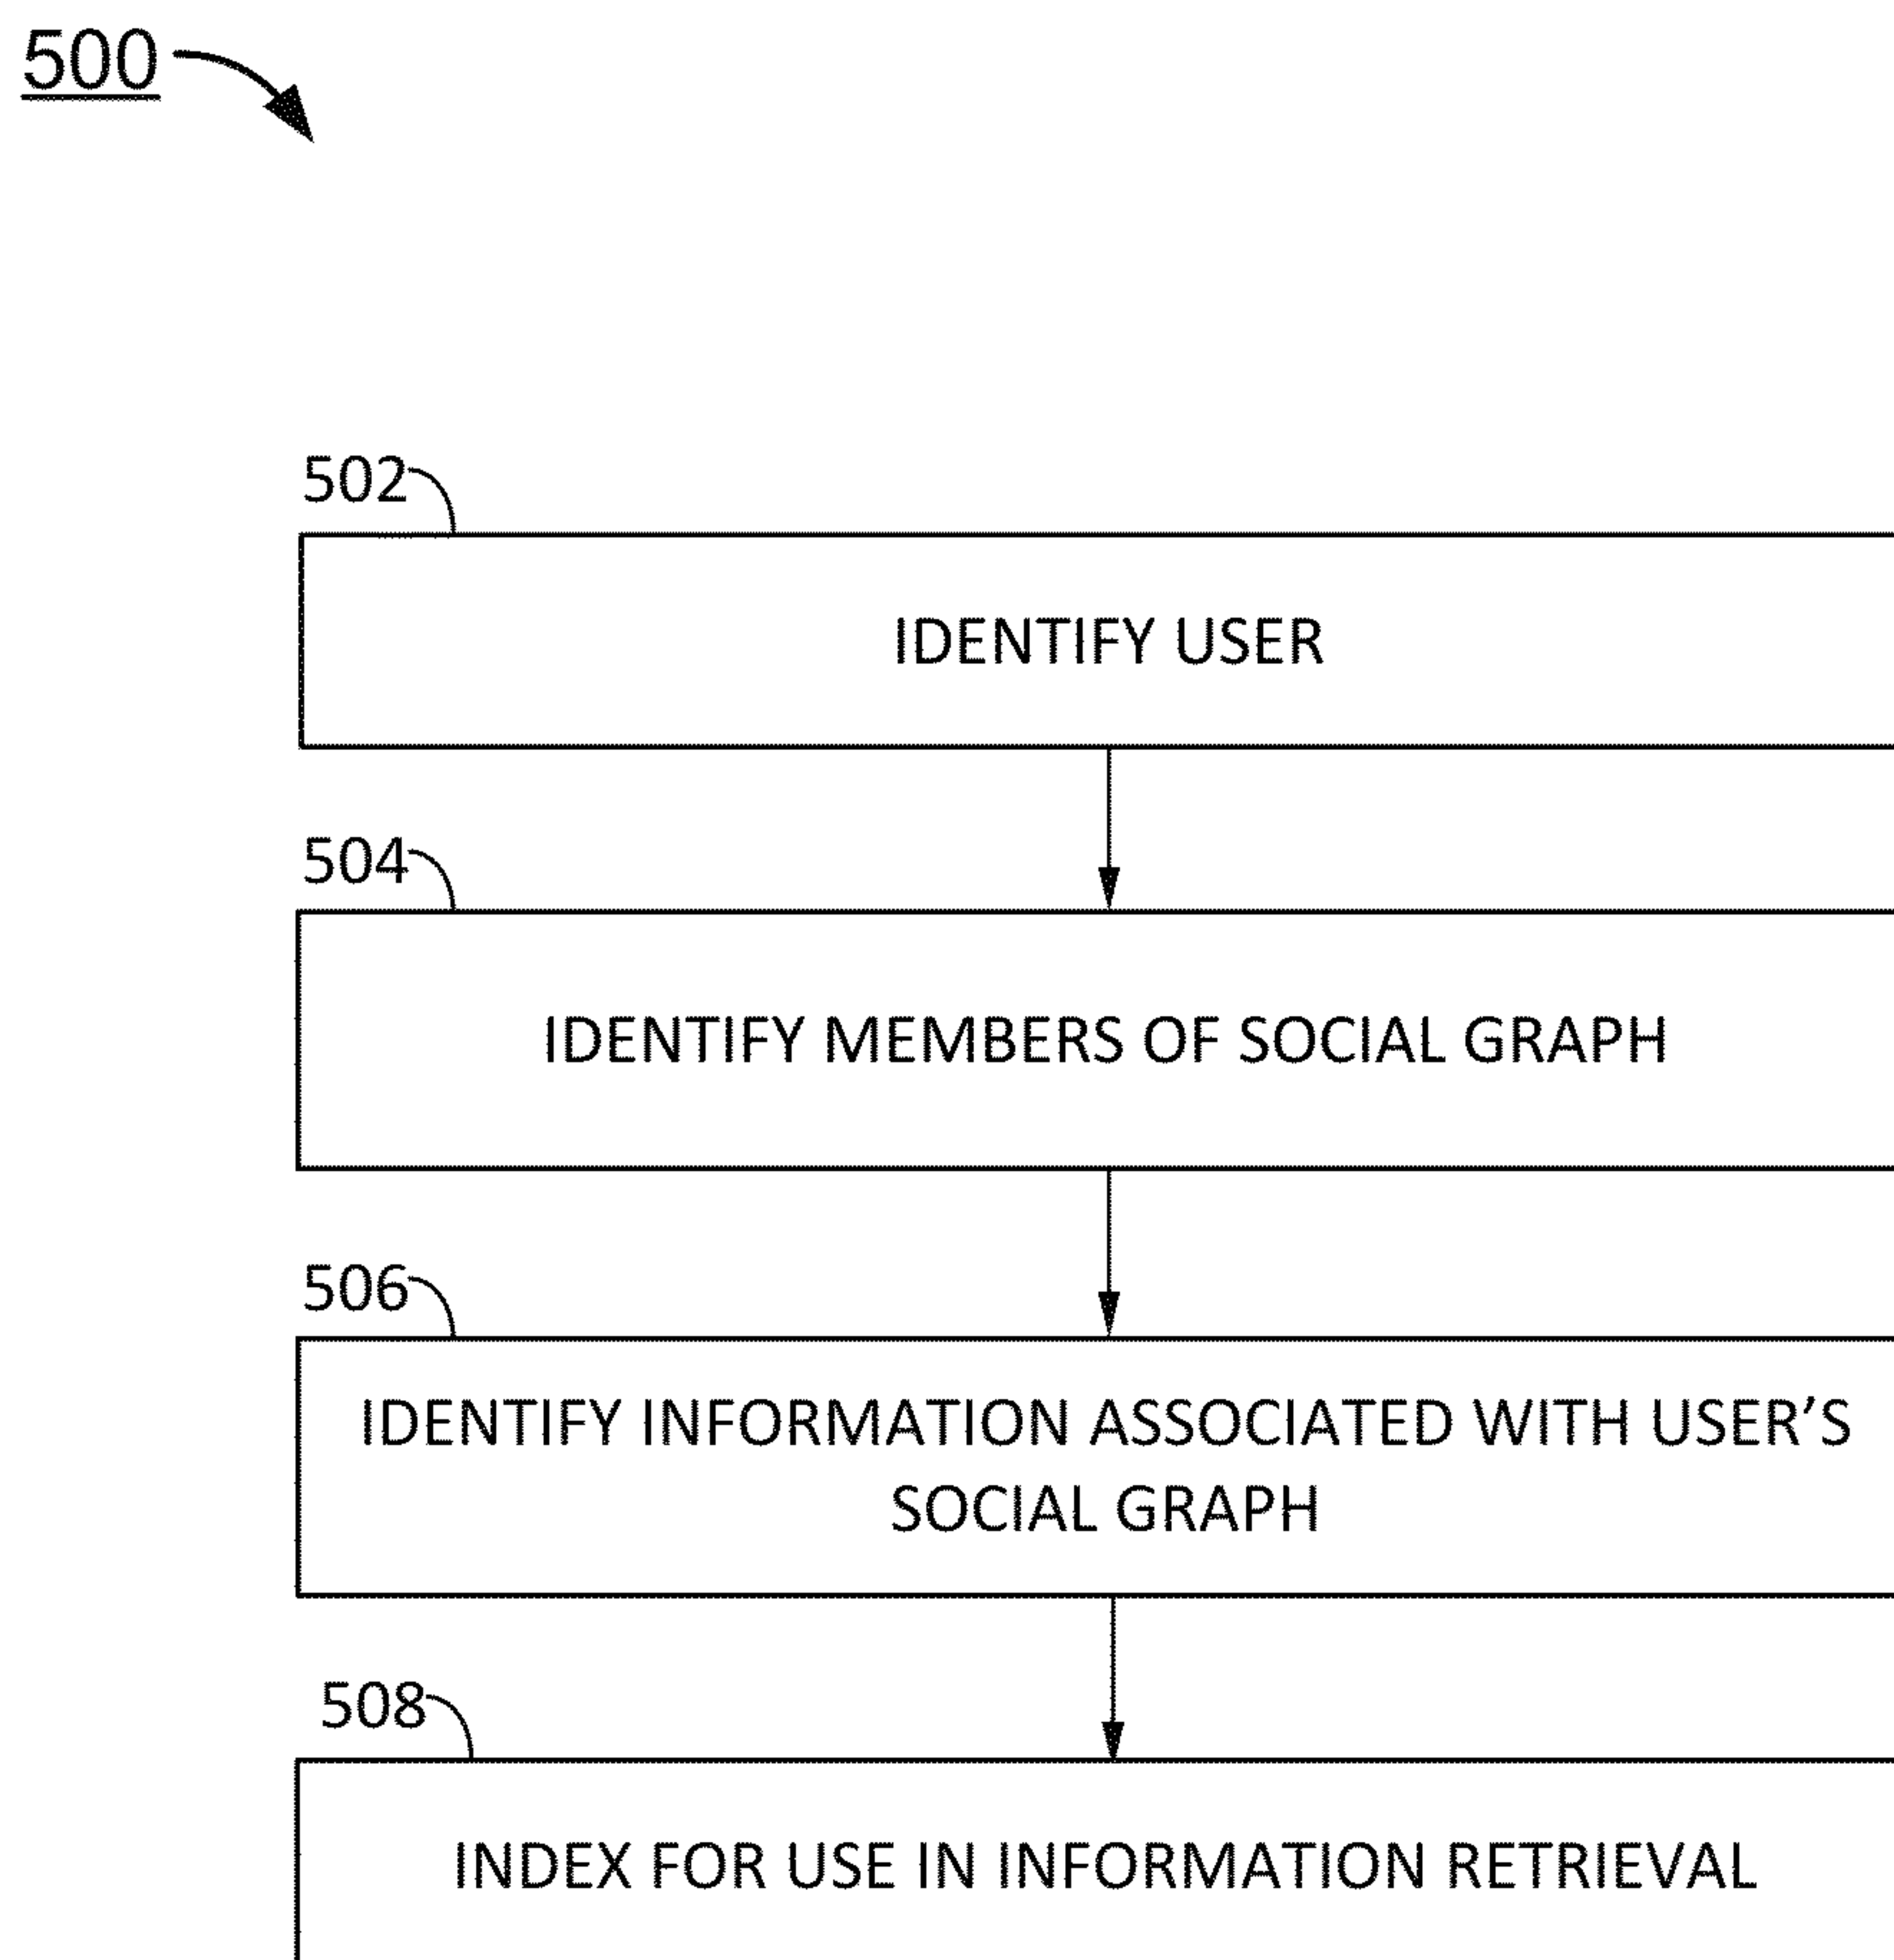 500
502
IDENTIFY USER
504
IDENTIFY MEMBERS OF SOCIAL GRAPH
506
IDENTIFY INFORMATION ASSOCIATED WITH USER’S
SOCIAL GRAPH
508
INDEX FOR USE IN INFORMATION RETRIEVAL